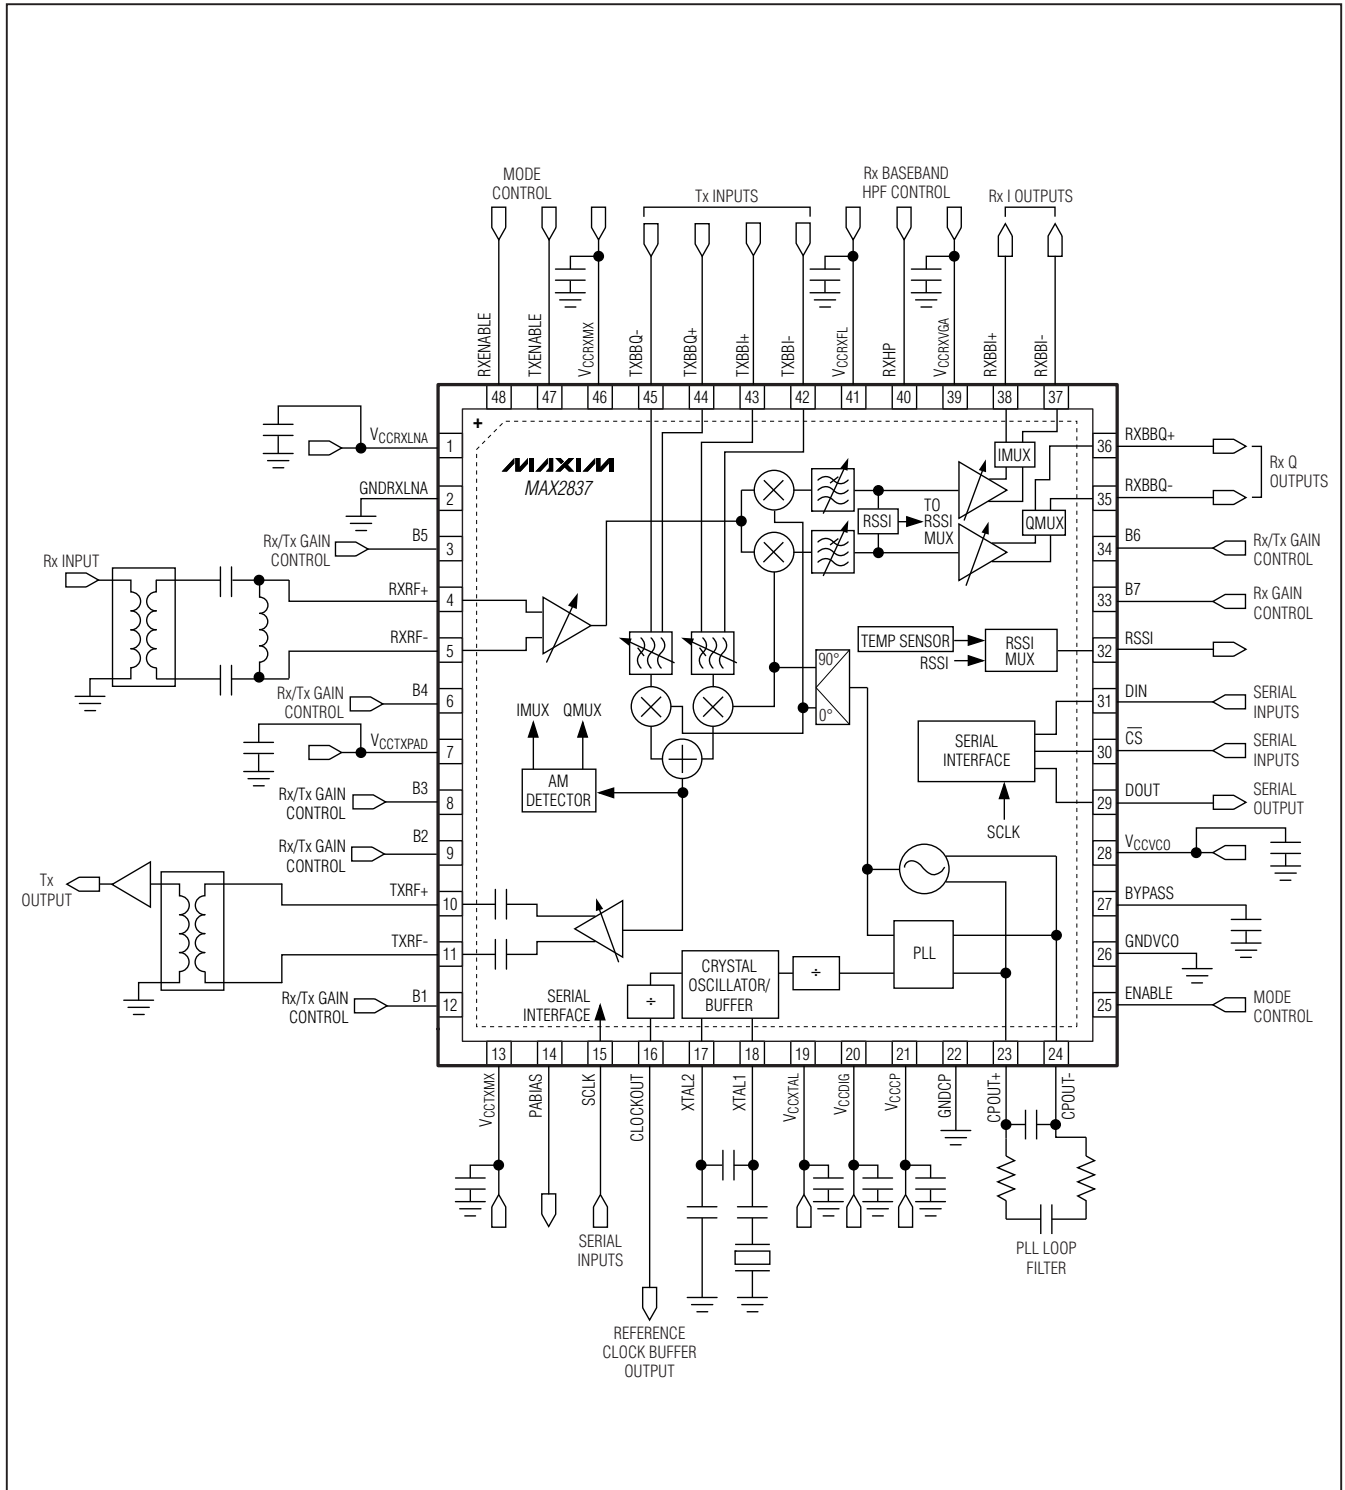 MODE
CONTROL
Tx INPUTS
Rx BASEBAND
HPF CONTROL
Rx I OUTPUTS
RXENABLE
TXENABLE
VCCRXMX
TXBBQ-
TXBBQ+
TXBBI+
TXBBI-
VCCRXFL
RXHP
VCCRXVGA
RXBBI+
RXBBI-
48
47
46
45
44
43
42
41
40
39
38
37
+
MAXIM
MAX2837
VCCRXLNA
1
GNDRXLNA
2
Rx/Tx GAIN
CONTROL
B5
3
Rx INPUT
RXRF+
4
RXRF-
5
Rx/Tx GAIN
CONTROL
B4
6
VCCTXPAD
7
Rx/Tx GAIN
CONTROL
B3
8
Rx/Tx GAIN
CONTROL
B2
9
Tx
OUTPUT
TXRF+
10
TXRF-
11
Rx/Tx GAIN
CONTROL
B1
12
IMUX
QMUX
RSSI
TO
RSSI
MUX
TEMP SENSOR
RSSI
RSSI
MUX
90°
0°
IMUX
QMUX
AM
DETECTOR
SERIAL
INTERFACE
SCLK
PLL
CRYSTAL
OSCILLATOR/
BUFFER
÷
÷
SERIAL
INTERFACE
36
RXBBQ+
35
RXBBQ-
Rx Q
OUTPUTS
34
B6
Rx/Tx GAIN
CONTROL
33
B7
Rx GAIN
CONTROL
32
RSSI
31
DIN
SERIAL
INPUTS
30
CS
SERIAL
INPUTS
29
DOUT
SERIAL
OUTPUT
28
VCCVCO
27
BYPASS
26
GNDVCO
25
ENABLE
MODE
CONTROL
13
14
15
16
17
18
19
20
21
22
23
24
VCCTXMX
PABIAS
SCLK
CLOCKOUT
XTAL2
XTAL1
VCCXTAL
VCCDIG
VCCCP
GNDCP
CPOUT+
CPOUT-
SERIAL
INPUTS
REFERENCE
CLOCK BUFFER
OUTPUT
PLL LOOP
FILTER